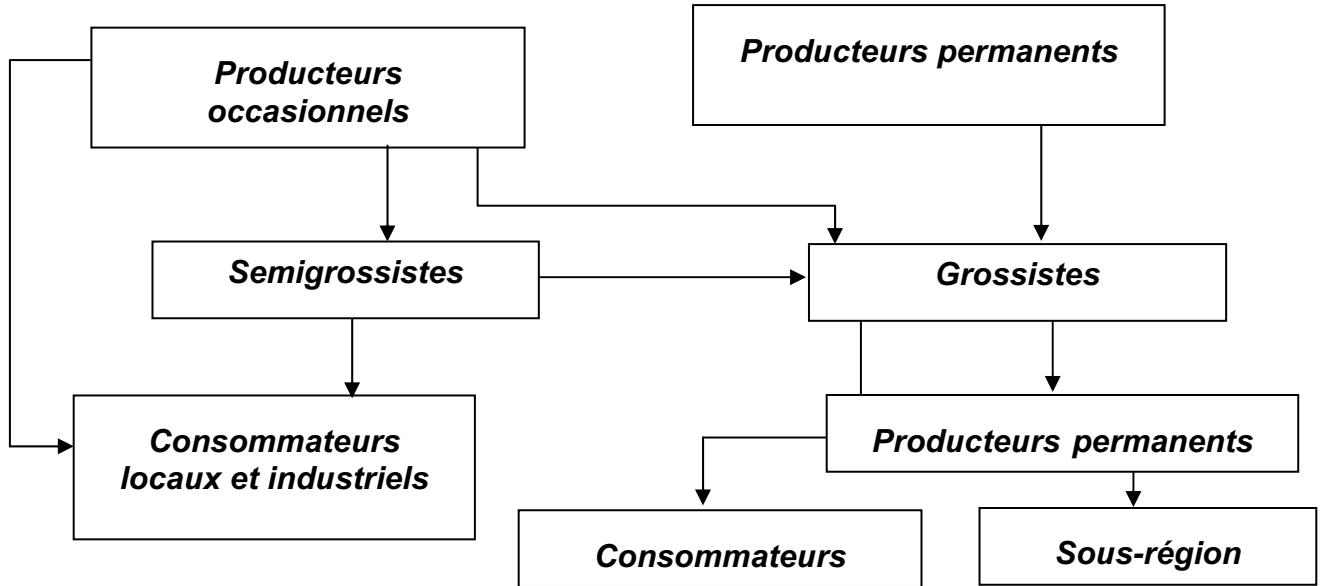 Producteurs
occasionnels
Producteurs permanents
Semigrossistes
Grossistes
Consommateurs
locaux et industriels
Producteurs permanents
Consommateurs
Sous-région